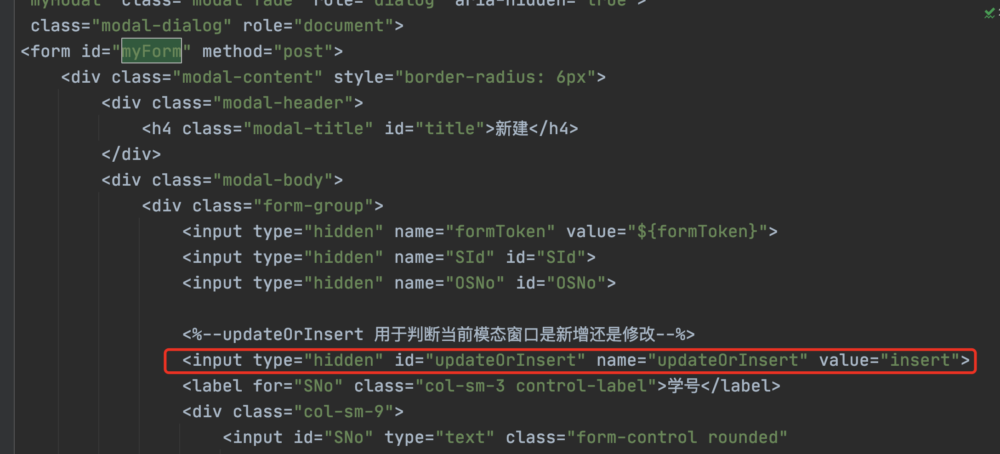 myModal" class="modal fade" role="dialog" aria-hidden="true">
class="modal-dialog" role="document">
<form id="myForm" method="post">
<div class="modal-content" style="border-radius: 6px">
<div class="modal-header">
<h4 class="modal-title" id="title">新建</h4>
</div>
<div class="modal-body">
<div class="form-group">
<input type="hidden" name="formToken" value="${formToken}">
<input type="hidden" name="SId" id="SId">
<input type="hidden" name="OSNo" id="OSNo">
<%--updateOrInsert 用于判断当前模态窗口是新增还是修改--%>
<input type="hidden" id="updateOrInsert" name="updateOrInsert" value="insert">
<label for="SNo" class="col-sm-3 control-label">学号</label>
<div class="col-sm-9">
<input id="SNo" type="text" class="form-control rounded"